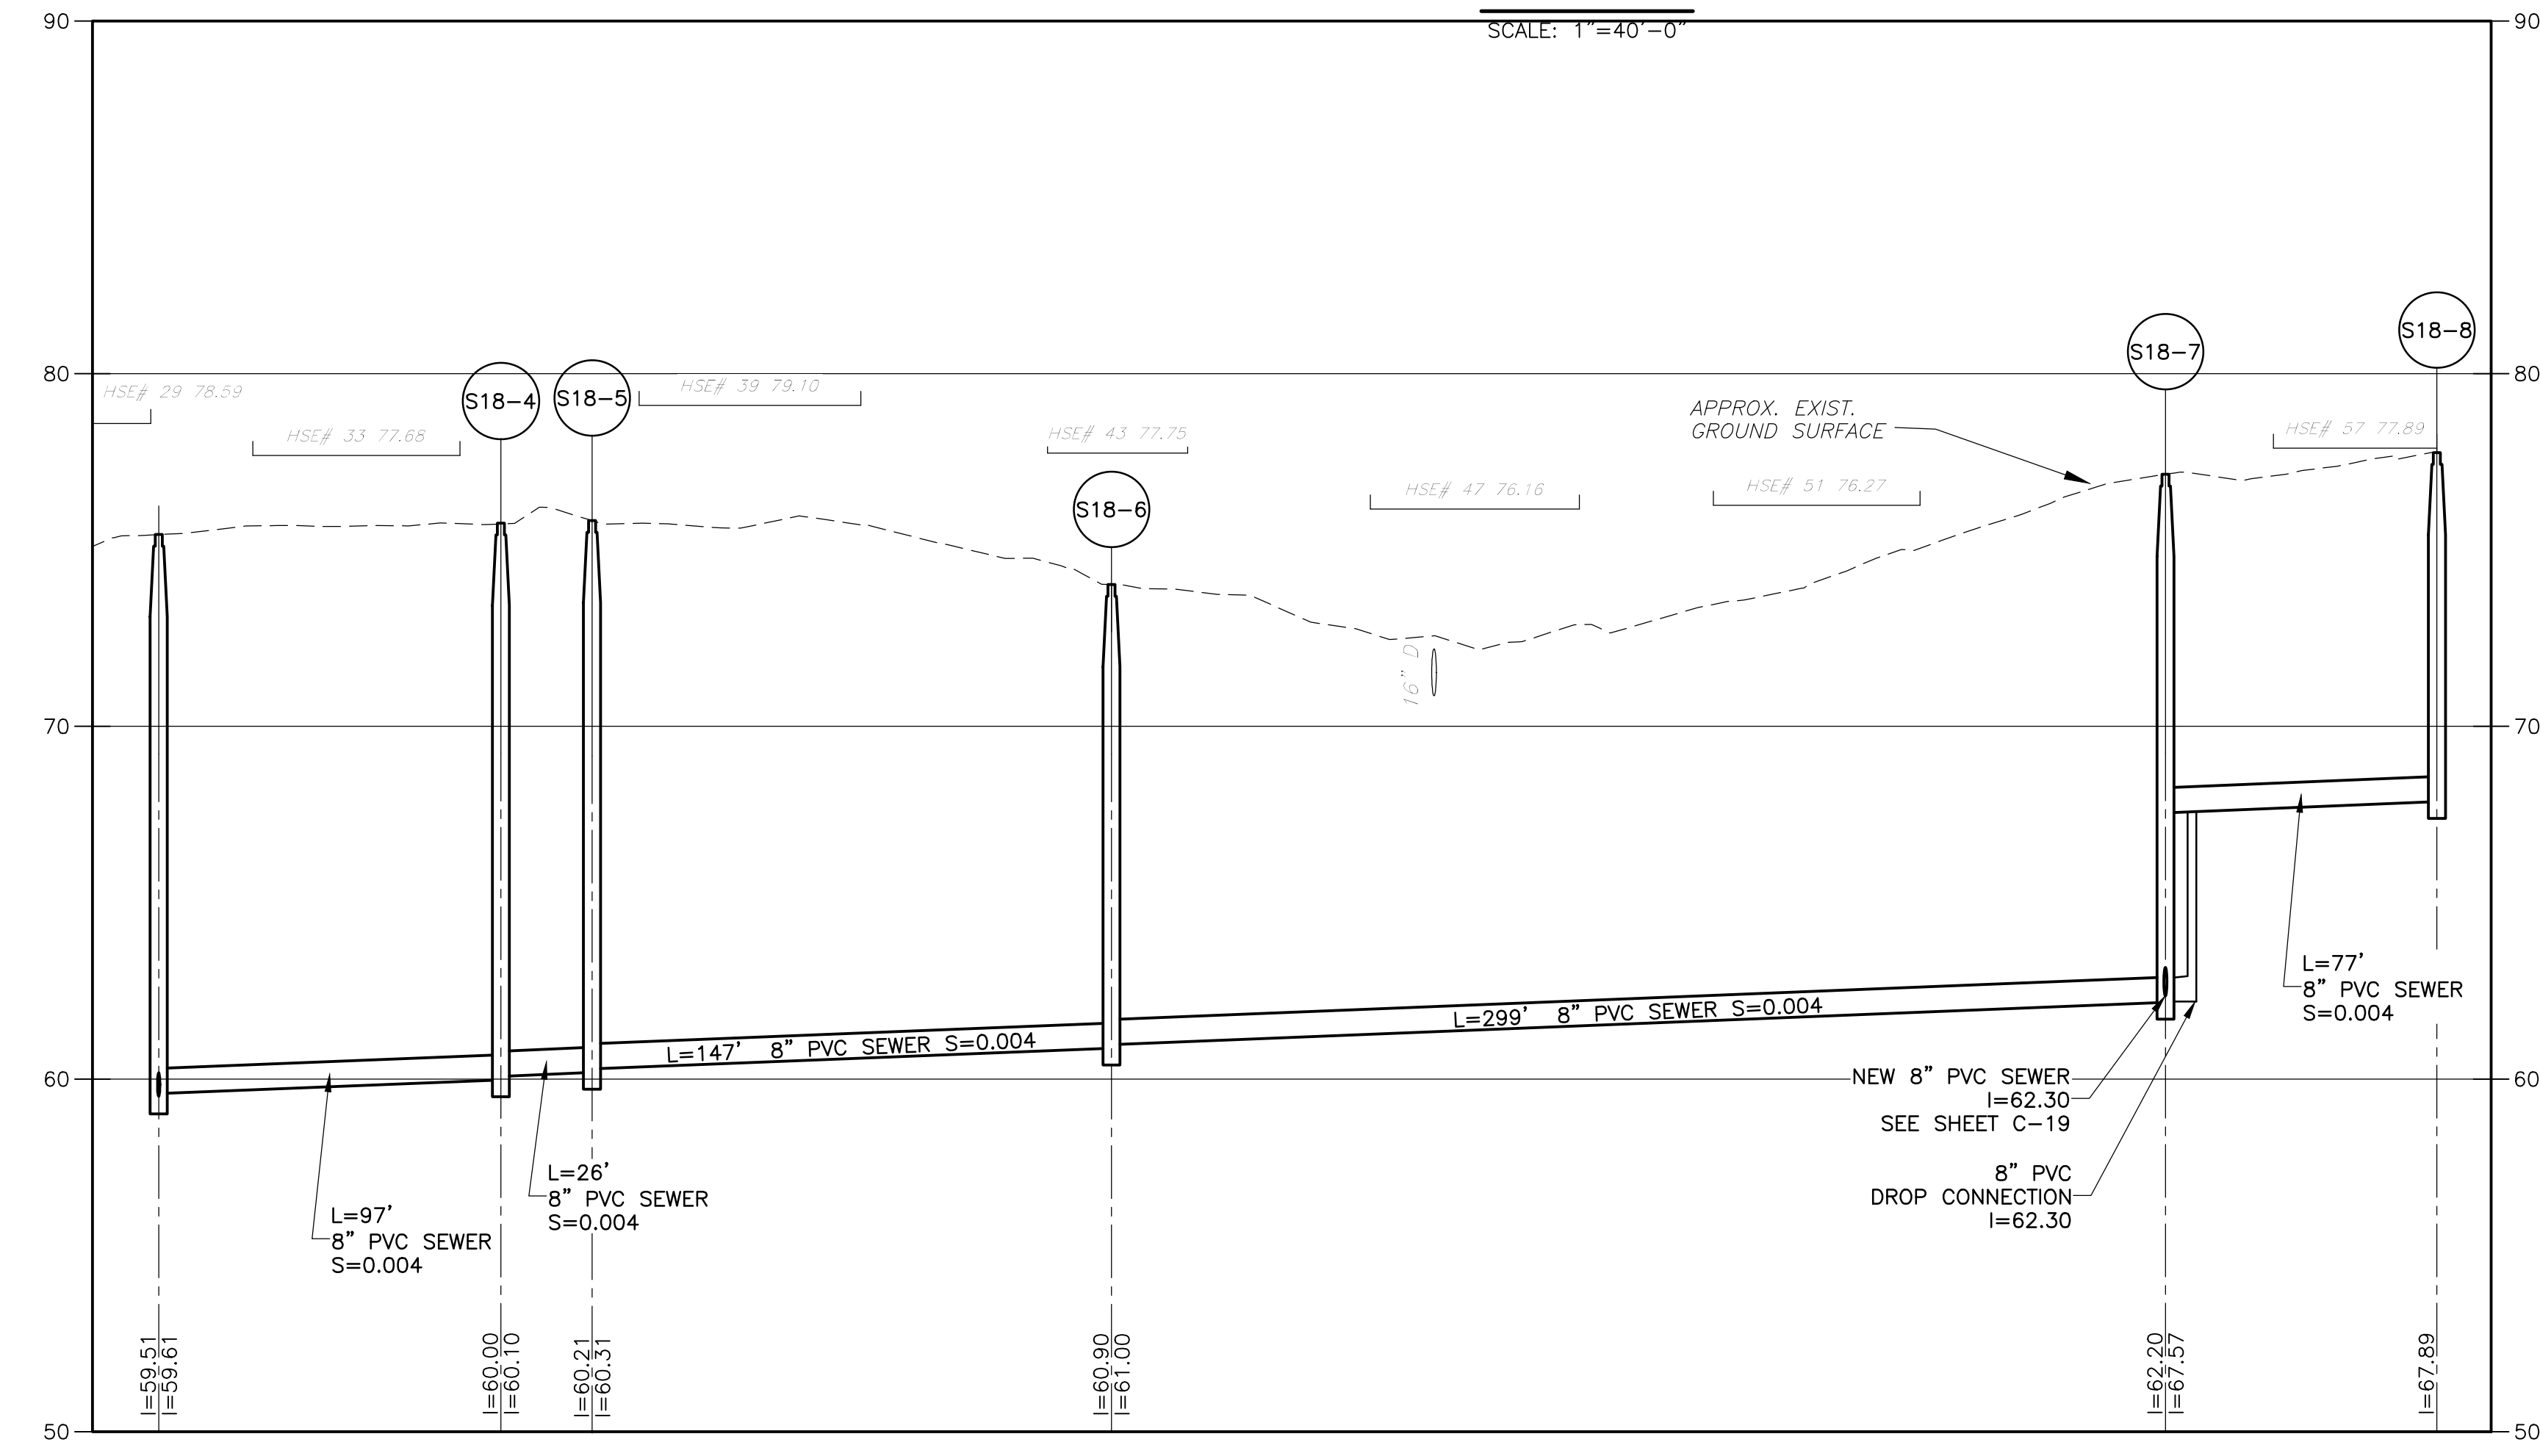 SCALE: 1"=40'-0"
90
90
80
80
70
70
60
60
50
50
HSE# 29 78.59
HSE# 33 77.68
S18-4
S18-5
HSE# 39 79.10
HSE# 43 77.75
S18-6
HSE# 47 76.16
HSE# 51 76.27
APPROX. EXIST.
GROUND SURFACE
S18-7
HSE# 57 77.89
S18-8
16" D
L=97'
8" PVC SEWER
S=0.004
L=26'
8" PVC SEWER
S=0.004
L=147' 8" PVC SEWER S=0.004
L=299' 8" PVC SEWER S=0.004
L=77'
8" PVC SEWER
S=0.004
NEW 8" PVC SEWER
I=62.30
SEE SHEET C-19
8" PVC
DROP CONNECTION
I=62.30
I=59.51
I=59.61
I=60.00
I=60.10
I=60.21
I=60.31
I=60.90
I=61.00
I=62.20
I=67.57
I=67.89